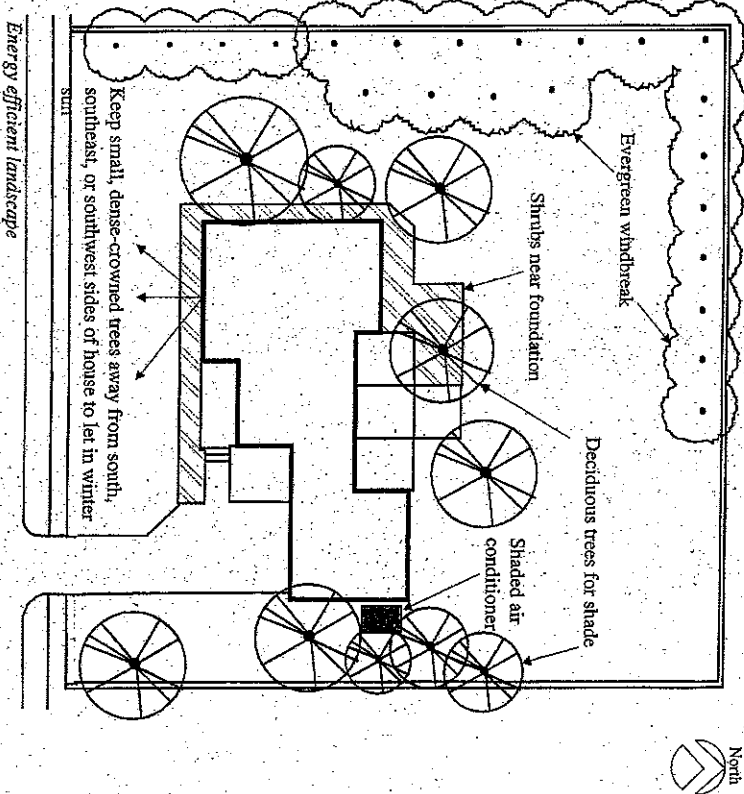 North
Evergreen windbreak
Deciduous trees for shade
Shrubs near foundation
Shaded air
conditioner
Keep small, dense-crowned trees away from south,
southeast, or southwest sides of house to let in winter
sun
Energy efficient landscape